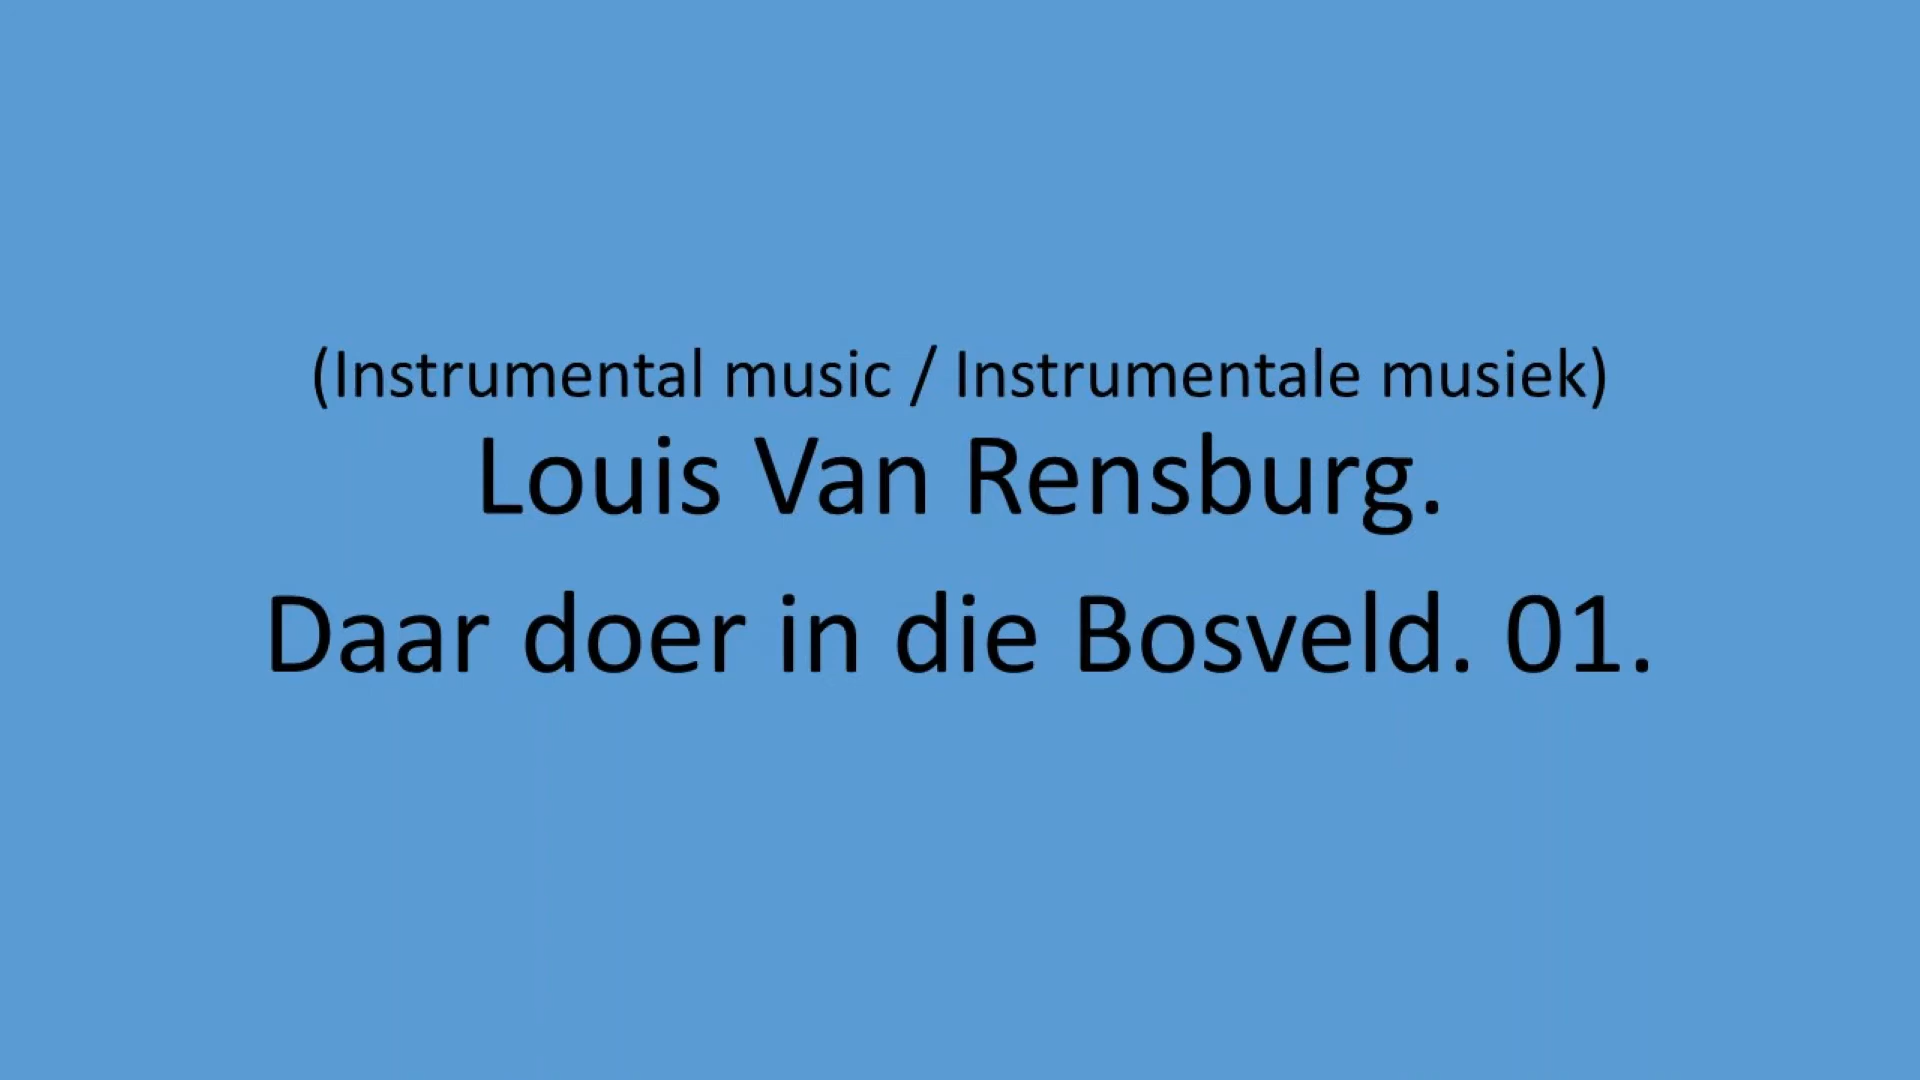 (Instrumental music / Instrumentale musiek)
Louis Van Rensburg.
Daar doer in die Bosveld. 01.